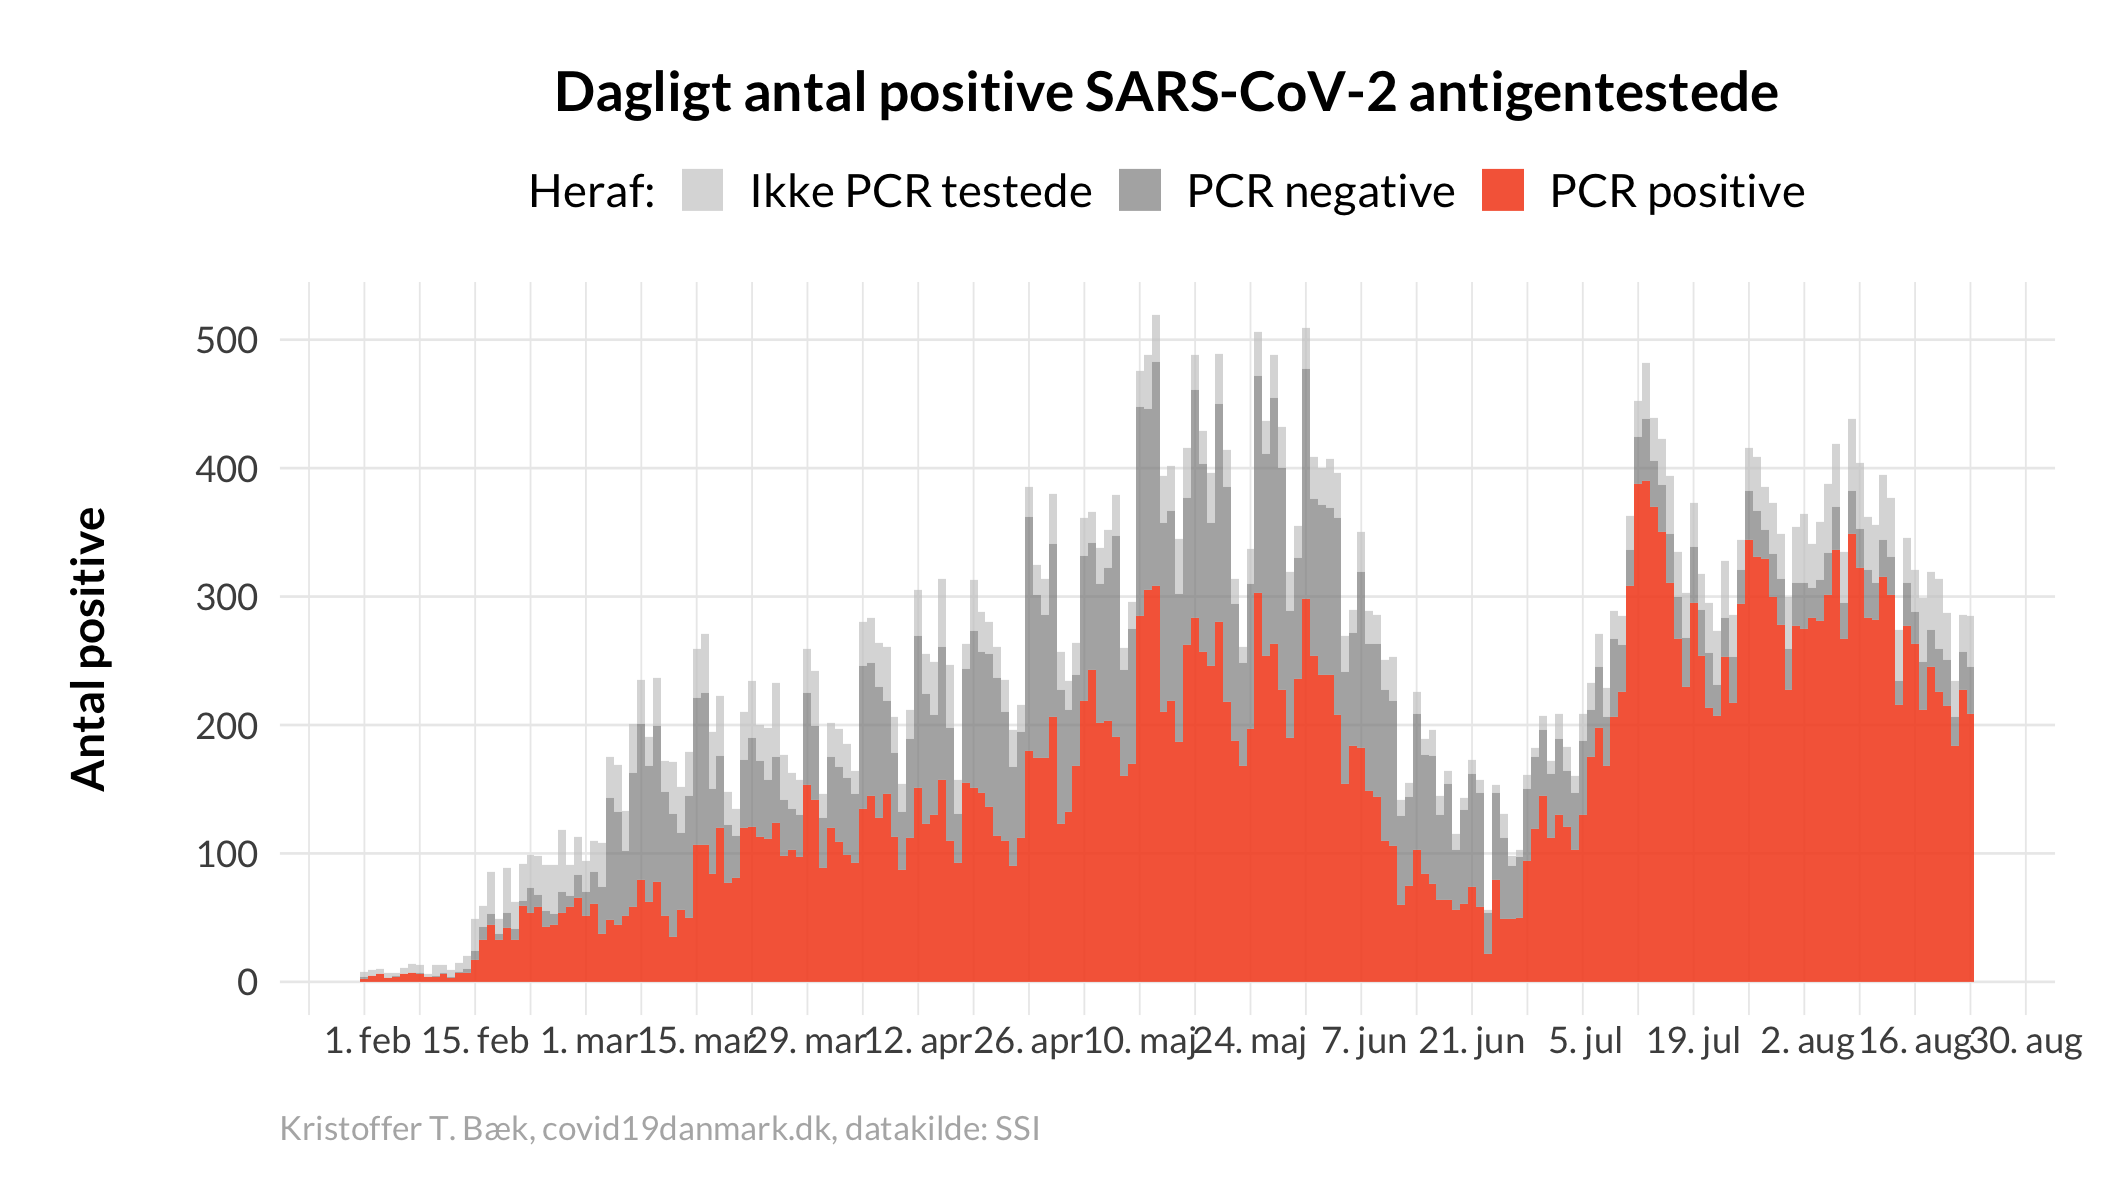 Dagligt antal positive SARS-CoV-2 antigentestede
Heraf: Ikke PCR testede PCR negative PCR positive
Antal positive
500
400
300
200
100
0
1. feb 15. feb 1. mar 15. mar 29. mar 12. apr 26. apr 10. maj 24. maj 7. jun 21. jun 5. jul 19. jul 2. aug 16. aug 30. aug
Kristoffer T. Bæk, covid19danmark.dk, datakilde: SSI